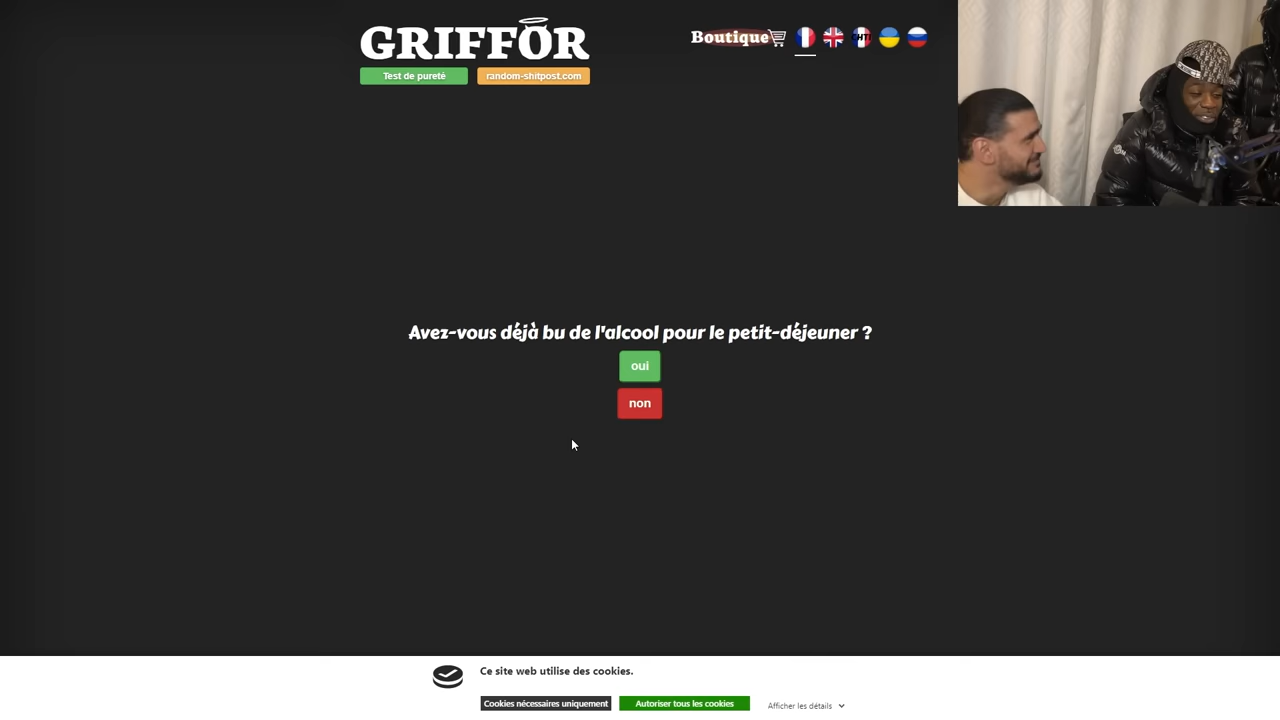 GRIFFOR
Boutique
CHTI
Test de pureté
random-shitpost.com
Avez-vous déjà bu de l'alcool pour le petit-déjeuner ?
oui
non
Ce site web utilise des cookies.
Cookies nécessaires uniquement
Autoriser tous les cookies
Afficher les détails